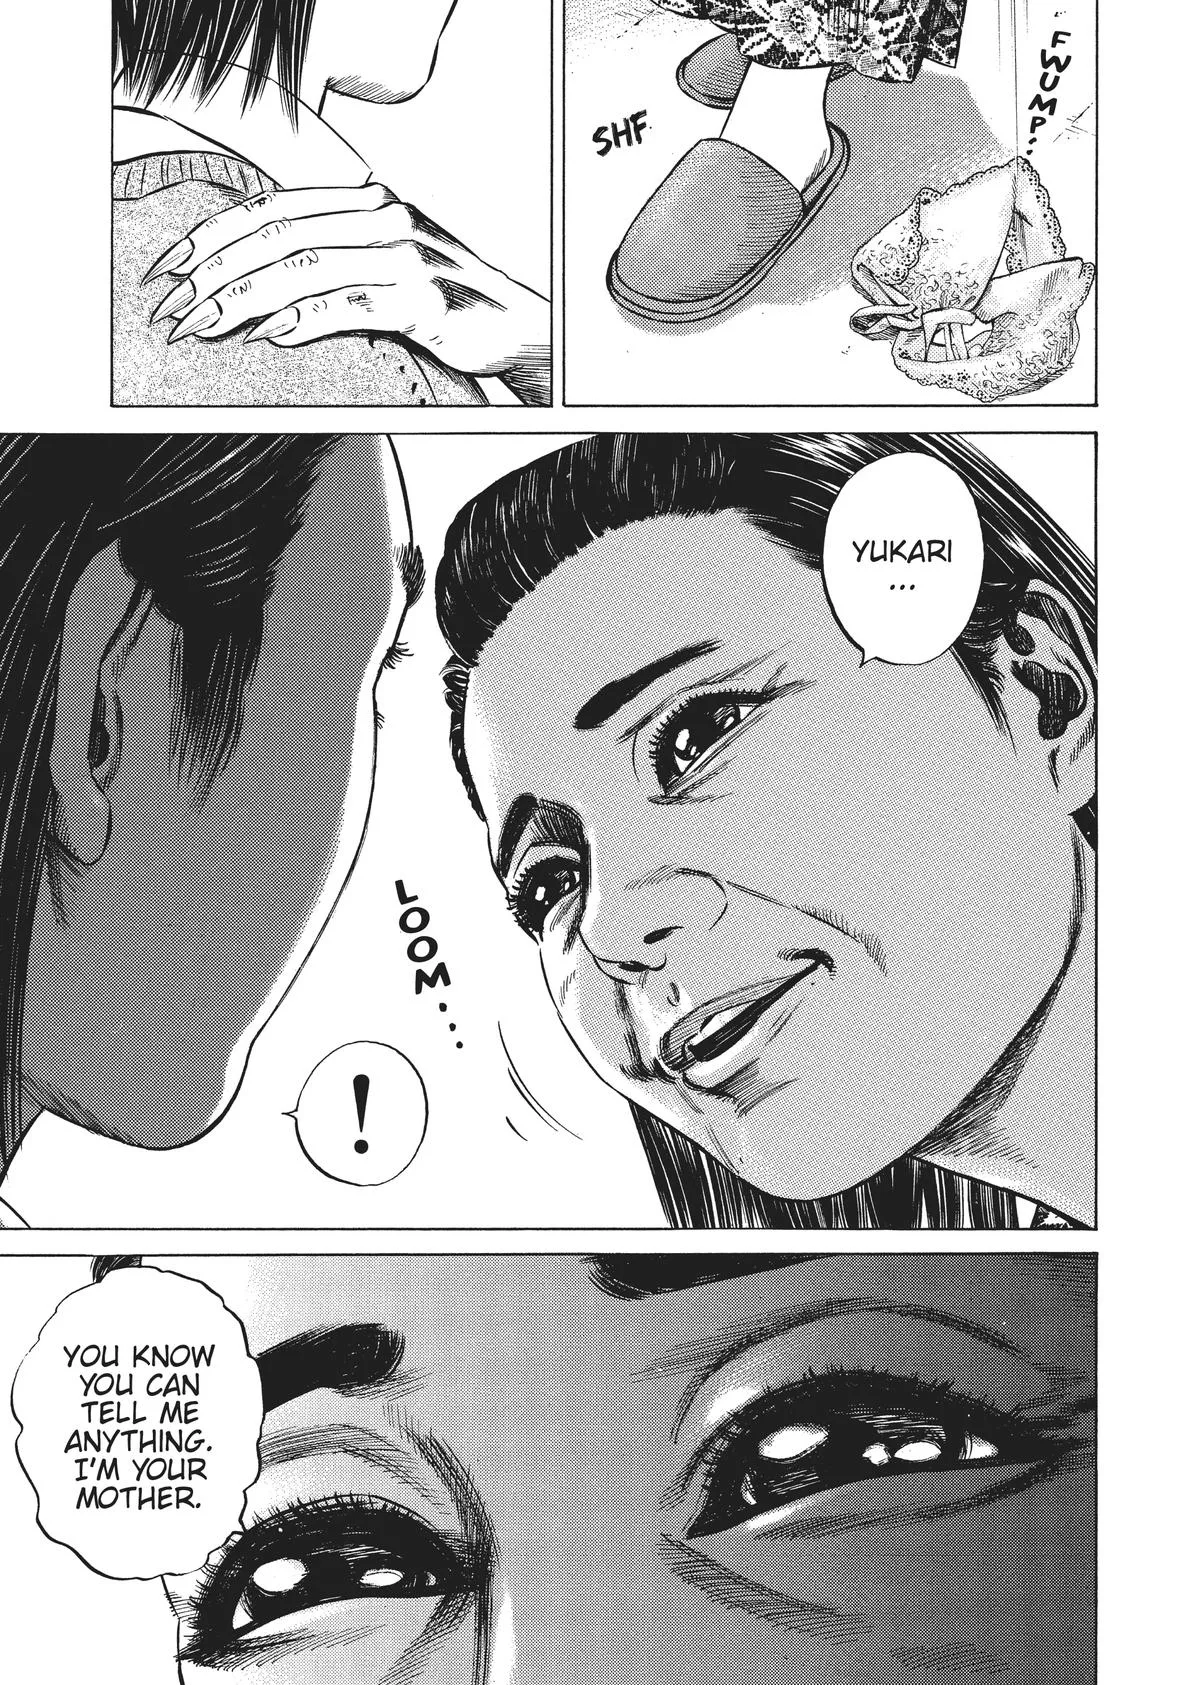 FWUMP...
SHF
YUKARI
...
LOOM...
!
YOU KNOW
YOU CAN
TELL ME
ANYTHING.
I'M YOUR
MOTHER.